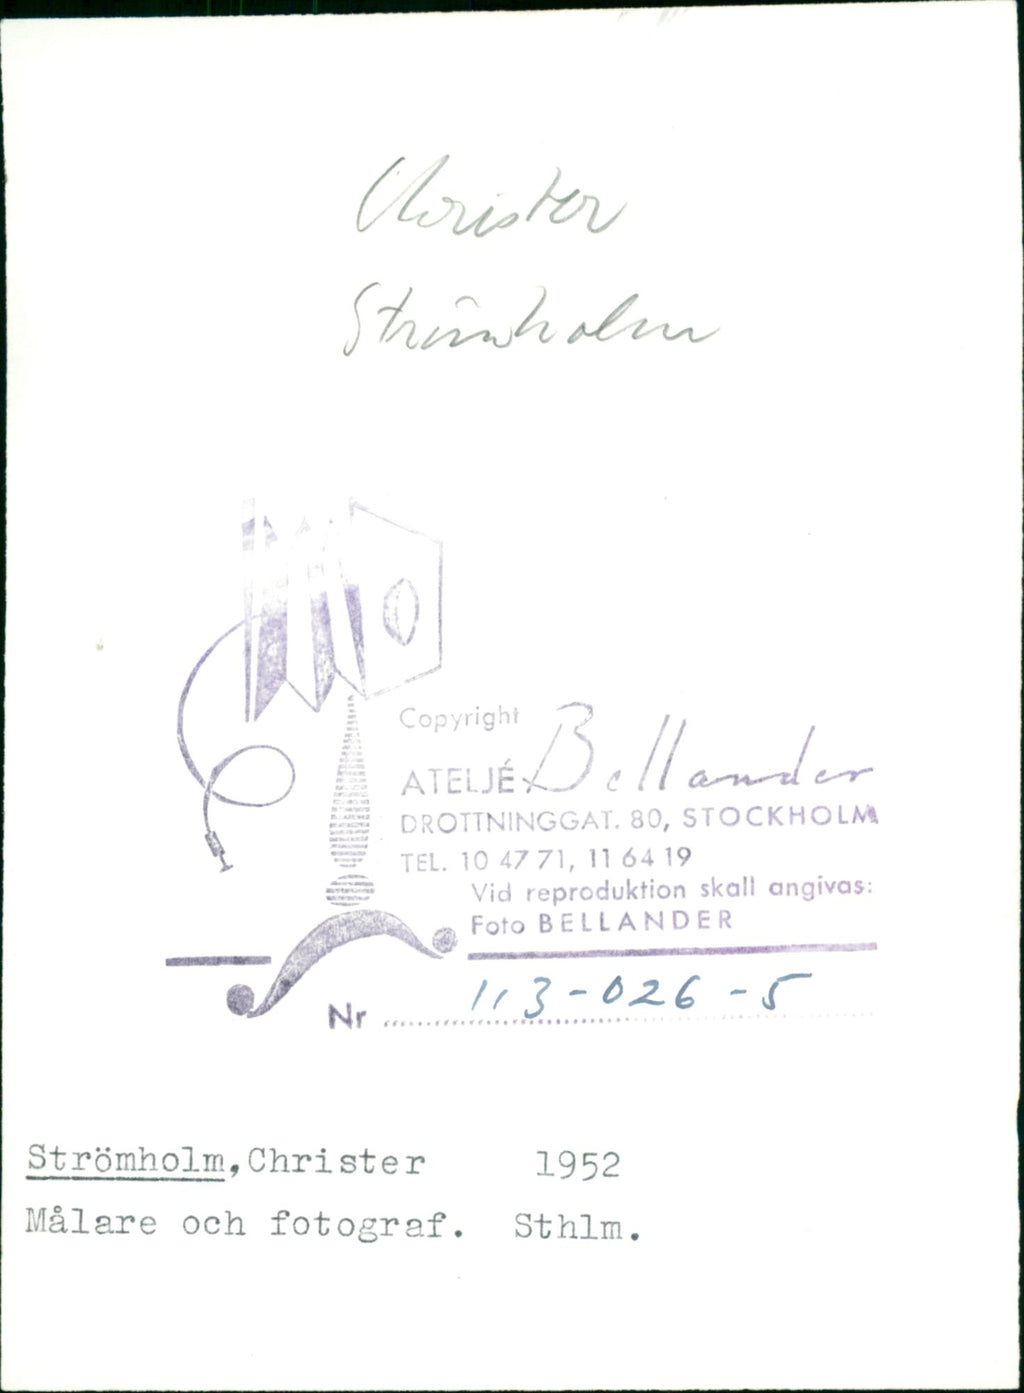 Christer
Strömholm
Copyright
ATELJÉ Bellander
DROTTNINGGAT. 80, STOCKHOLM
TEL. 10 47 71, 11 64 19
Vid reproduktion skall angivas:
Foto BELLANDER
Nr 113-026-5
Strömholm, Christer 1952
Målare och fotograf. Sthlm.